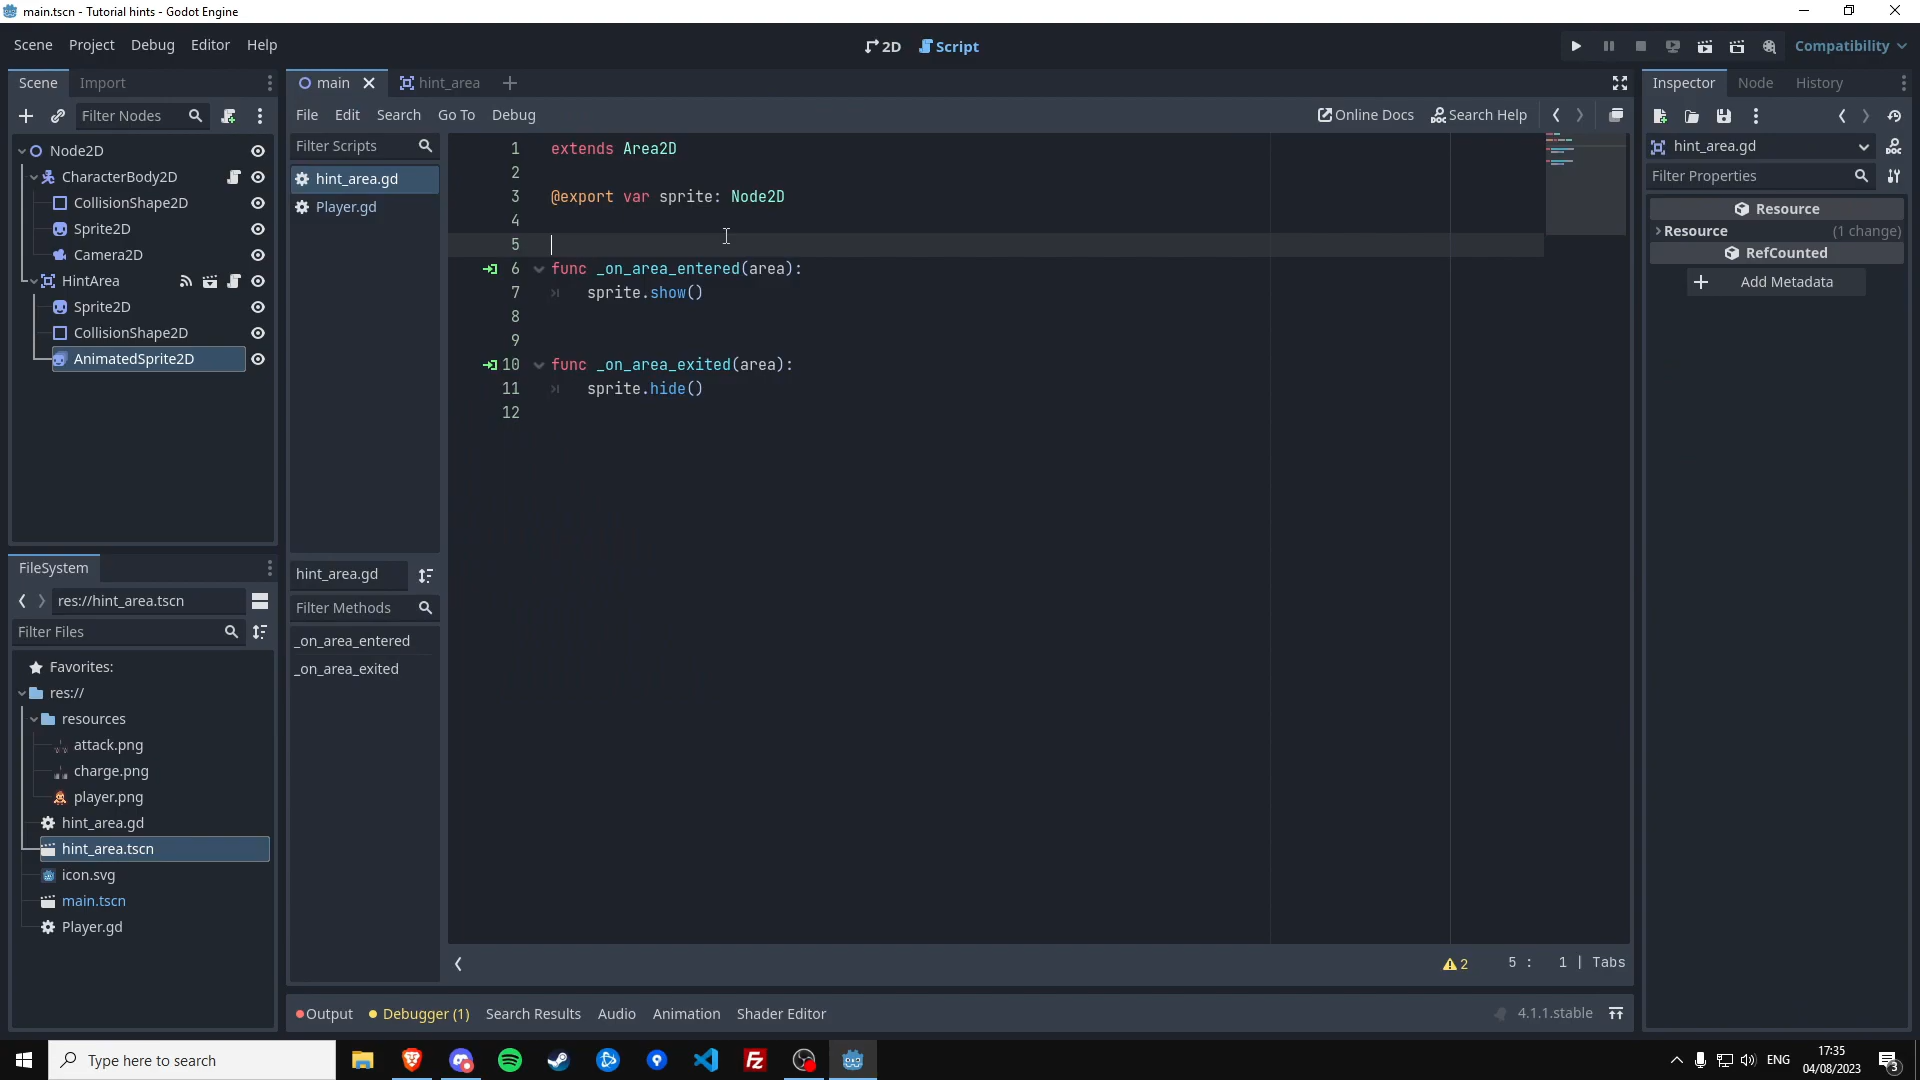 main.tscn - Tutorial hints - Godot Engine
Scene Project Debug Editor Help
2D Script
Compatibility
Scene Import
Filter Nodes
Node2D
CharacterBody2D
CollisionShape2D
Sprite2D
Camera2D
HintArea
Sprite2D
CollisionShape2D
AnimatedSprite2D
FileSystem
res://hint_area.tscn
Filter Files
Favorites:
res://
resources
attack.png
charge.png
player.png
hint_area.gd
hint_area.tscn
icon.svg
main.tscn
Player.gd
main hint_area
File Edit Search Go To Debug
Online Docs Search Help
Filter Scripts
hint_area.gd
Player.gd
hint_area.gd
Filter Methods
_on_area_entered
_on_area_exited
1 extends Area2D
2
3 @export var sprite: Node2D
4
5
6 func _on_area_entered(area):
7 sprite.show()
8
9
10 func _on_area_exited(area):
11 sprite.hide()
12
2 5 : 1 | Tabs
Output Debugger (1) Search Results Audio Animation Shader Editor
4.1.1.stable
Inspector Node History
hint_area.gd
Filter Properties
Resource
Resource (1 change)
RefCounted
Add Metadata
Type here to search
ENG
17:35
04/08/2023
3